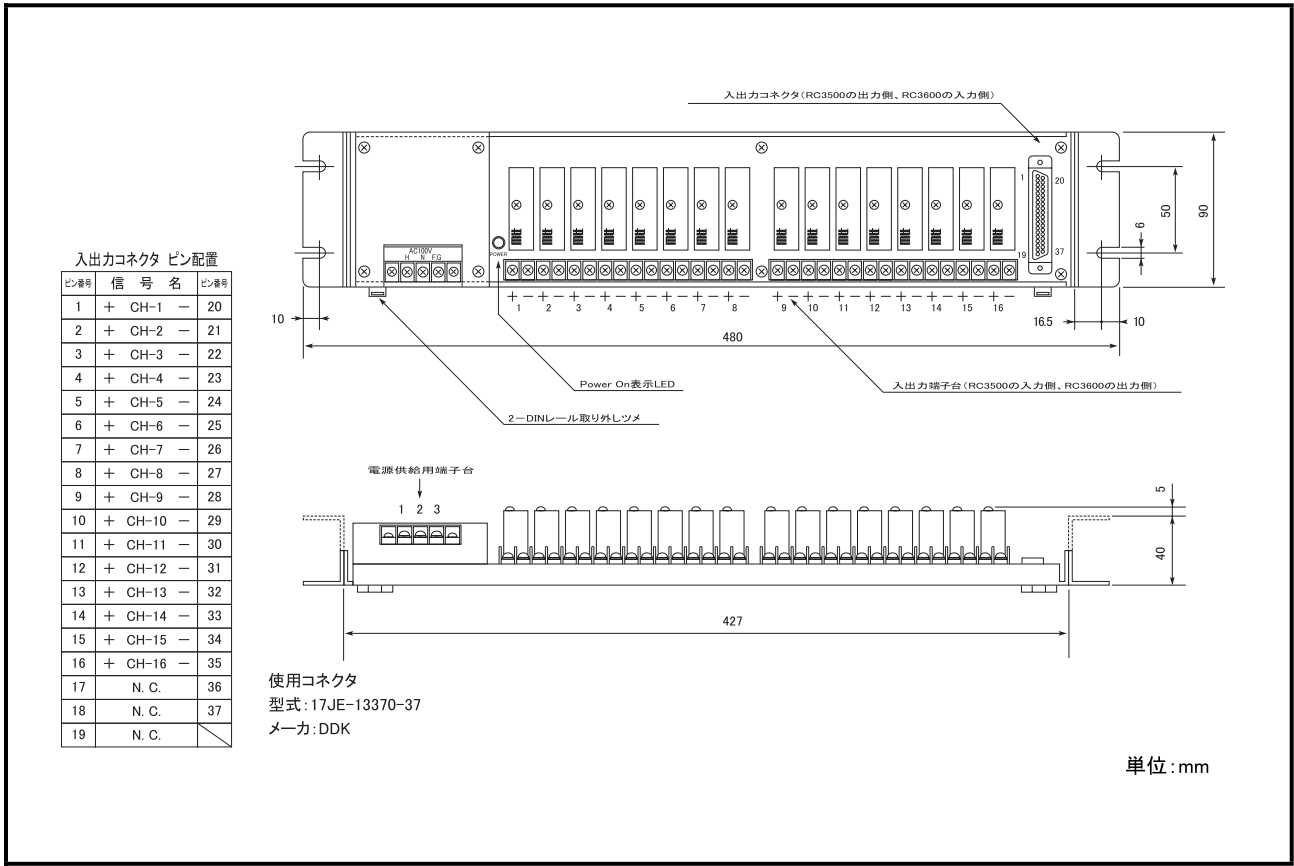 入出力コネクタ(RC3500の出力側、RC3600の入力側)
1
20
19
37
AC100V
H N F.G
POWER
+ - + - + - + - + - + - + - + - + - + - + - + - + - + - + - + -
1 2 3 4 5 6 7 8 9 10 11 12 13 14 15 16
6
50
90
10
16.5
10
480
Power On表示LED
入出力端子台(RC3500の入力側、RC3600の出力側)
2-DINレール取り外しツメ
入出力コネクタ ピン配置
ピン番号 信 号 名 ピン番号
1 + CH-1 - 20
2 + CH-2 - 21
3 + CH-3 - 22
4 + CH-4 - 23
5 + CH-5 - 24
6 + CH-6 - 25
7 + CH-7 - 26
8 + CH-8 - 27
9 + CH-9 - 28
10 + CH-10 - 29
11 + CH-11 - 30
12 + CH-12 - 31
13 + CH-13 - 32
14 + CH-14 - 33
15 + CH-15 - 34
16 + CH-16 - 35
17 N. C. 36
18 N. C. 37
19 N. C.
電源供給用端子台
1 2 3
5
40
427
使用コネクタ
型式:17JE-13370-37
メーカ:DDK
単位:mm